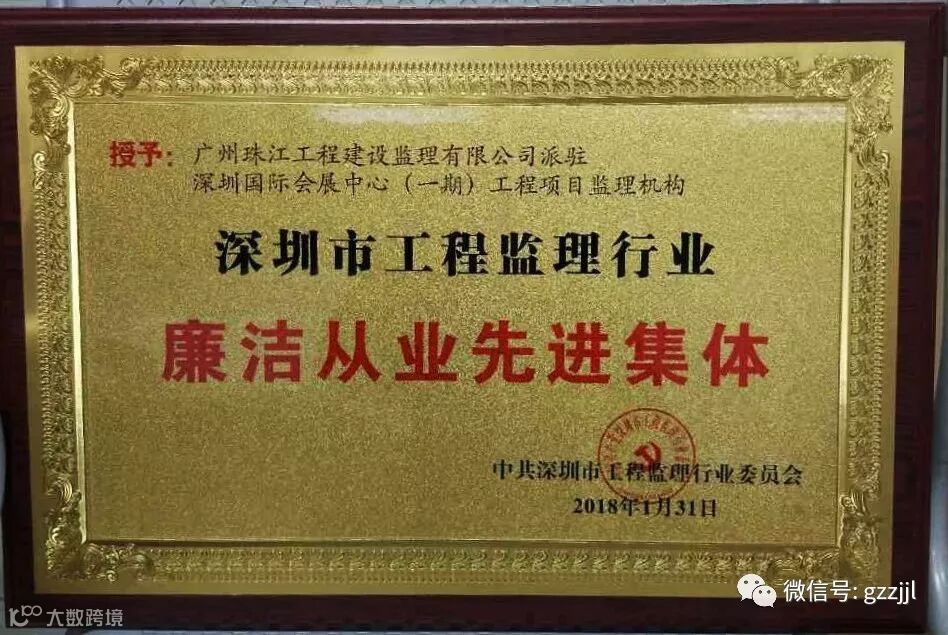 授予：广州珠江工程建设监理有限公司派驻
深圳国际会展中心（一期）工程项目监理机构
深圳市工程监理行业
廉洁从业先进集体
中共深圳市工程监理行业委员会
2018年1月31日
微信号: gzzjjl
大数跨境